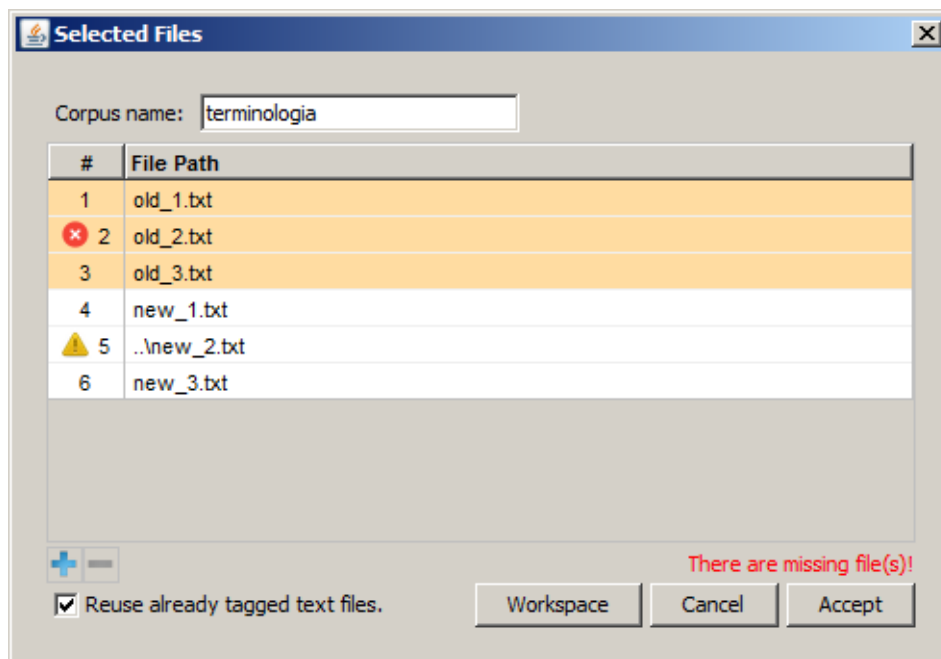 Selected Files
Corpus name: terminologia
# File Path
1 old_1.txt
2 old_2.txt
3 old_3.txt
4 new_1.txt
5 ..\new_2.txt
6 new_3.txt
There are missing file(s)!
Reuse already tagged text files. Workspace Cancel Accept